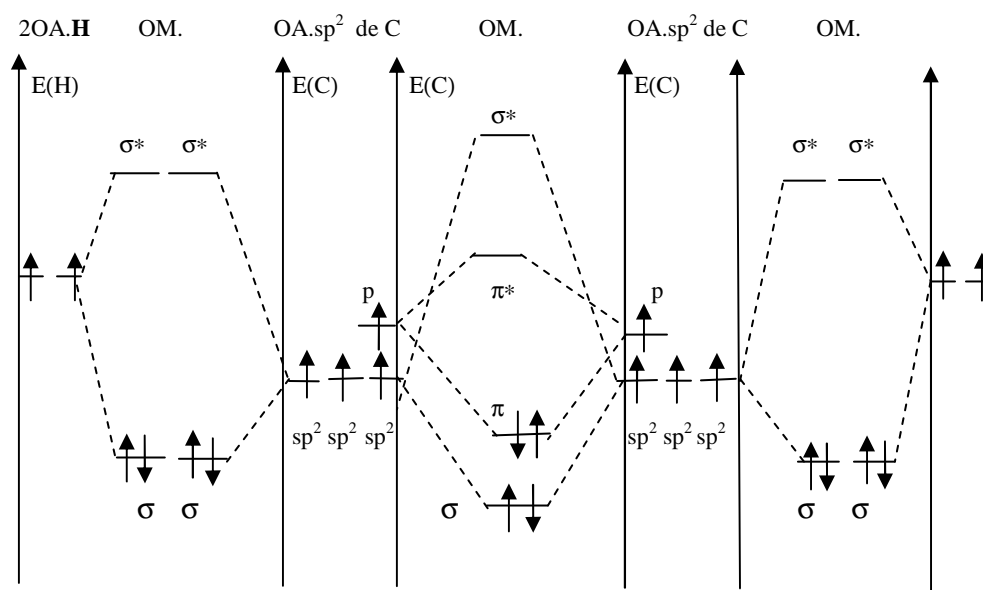 2OA.H OM. OA.sp² de C OM. OA.sp² de C OM.
E(H) E(C) E(C) E(C)
σ*
σ* σ* σ* σ*
p π* p
π
sp² sp² sp² sp² sp² sp²
σ σ σ σ σ